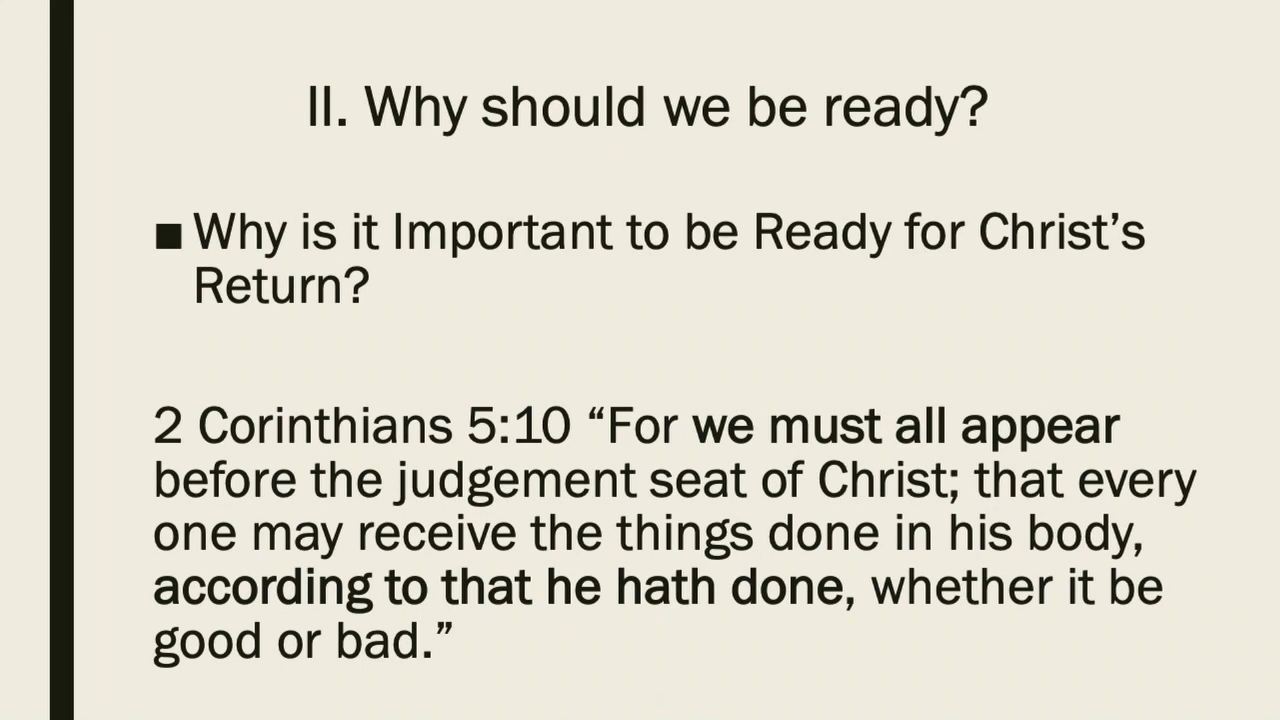 II. Why should we be ready?
■ Why is it Important to be Ready for Christ’s
Return?
2 Corinthians 5:10 “For we must all appear
before the judgement seat of Christ; that every
one may receive the things done in his body,
according to that he hath done, whether it be
good or bad.”